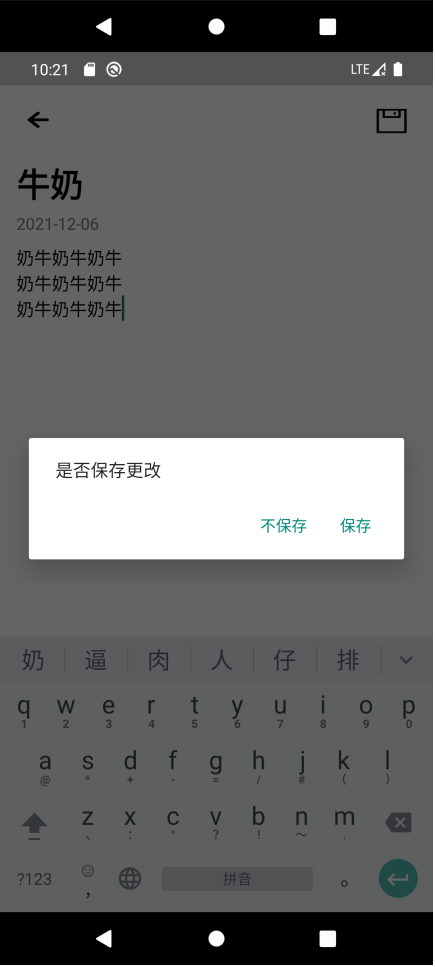 10:21
LTE
牛奶
2021-12-06
奶牛奶牛奶牛
奶牛奶牛奶牛
奶牛奶牛奶牛
是否保存更改
不保存 保存
奶 逼 肉 人 仔 排
q w e r t y u i o p
1 2 3 4 5 6 7 8 9 0
a s d f g h j k l
@ * + - = / # （ ）
z x c v b n m
、 ： " ? ! ～ .
?123 ， 拼音 。